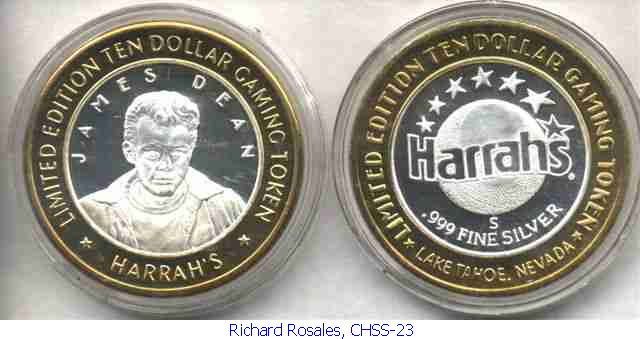 LIMITED EDITION TEN DOLLAR GAMING TOKEN
JAMES DEAN
★ HARRAH'S ★
LIMITED EDITION TEN DOLLAR GAMING TOKEN
Harrahs®
.999 FINE SILVER
S
★ LAKE TAHOE, NEVADA ★
Richard Rosales, CHSS-23